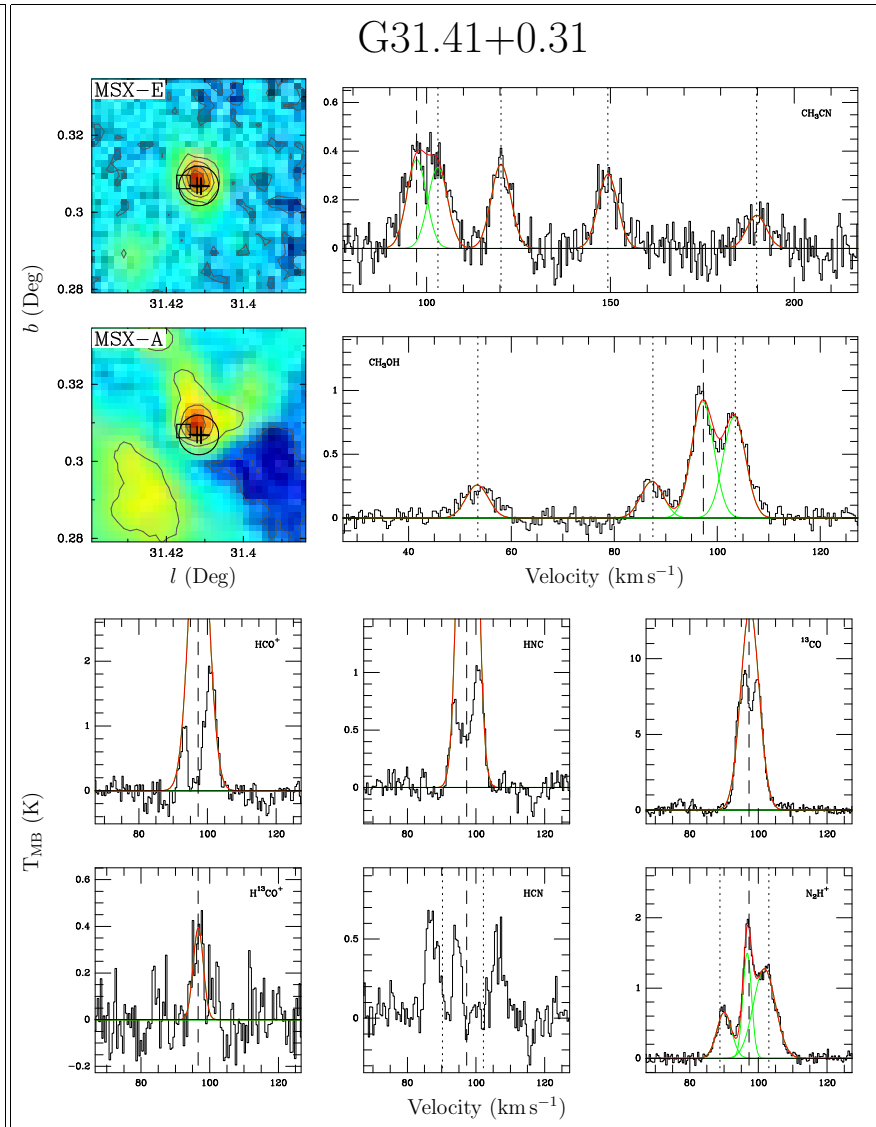 G31.41+0.31
MSX-E
0.32
0.3
0.28
31.42 31.4
CH₃CN
0.6
0.4
0.2
0
100 150 200
b (Deg)
MSX-A
0.32
0.3
0.28
31.42 31.4
l (Deg)
CH₃OH
1
0.5
0
40 60 80 100 120
Velocity (km s⁻¹)
HCO⁺
2
1
0
80 100 120
HNC
1
0.5
0
80 100 120
¹³CO
10
5
0
80 100 120
T_MB (K)
H¹³CO⁺
0.6
0.4
0.2
0
-0.2
80 100 120
HCN
0.5
0
80 100 120
N₂H⁺
2
1
0
80 100 120
Velocity (km s⁻¹)